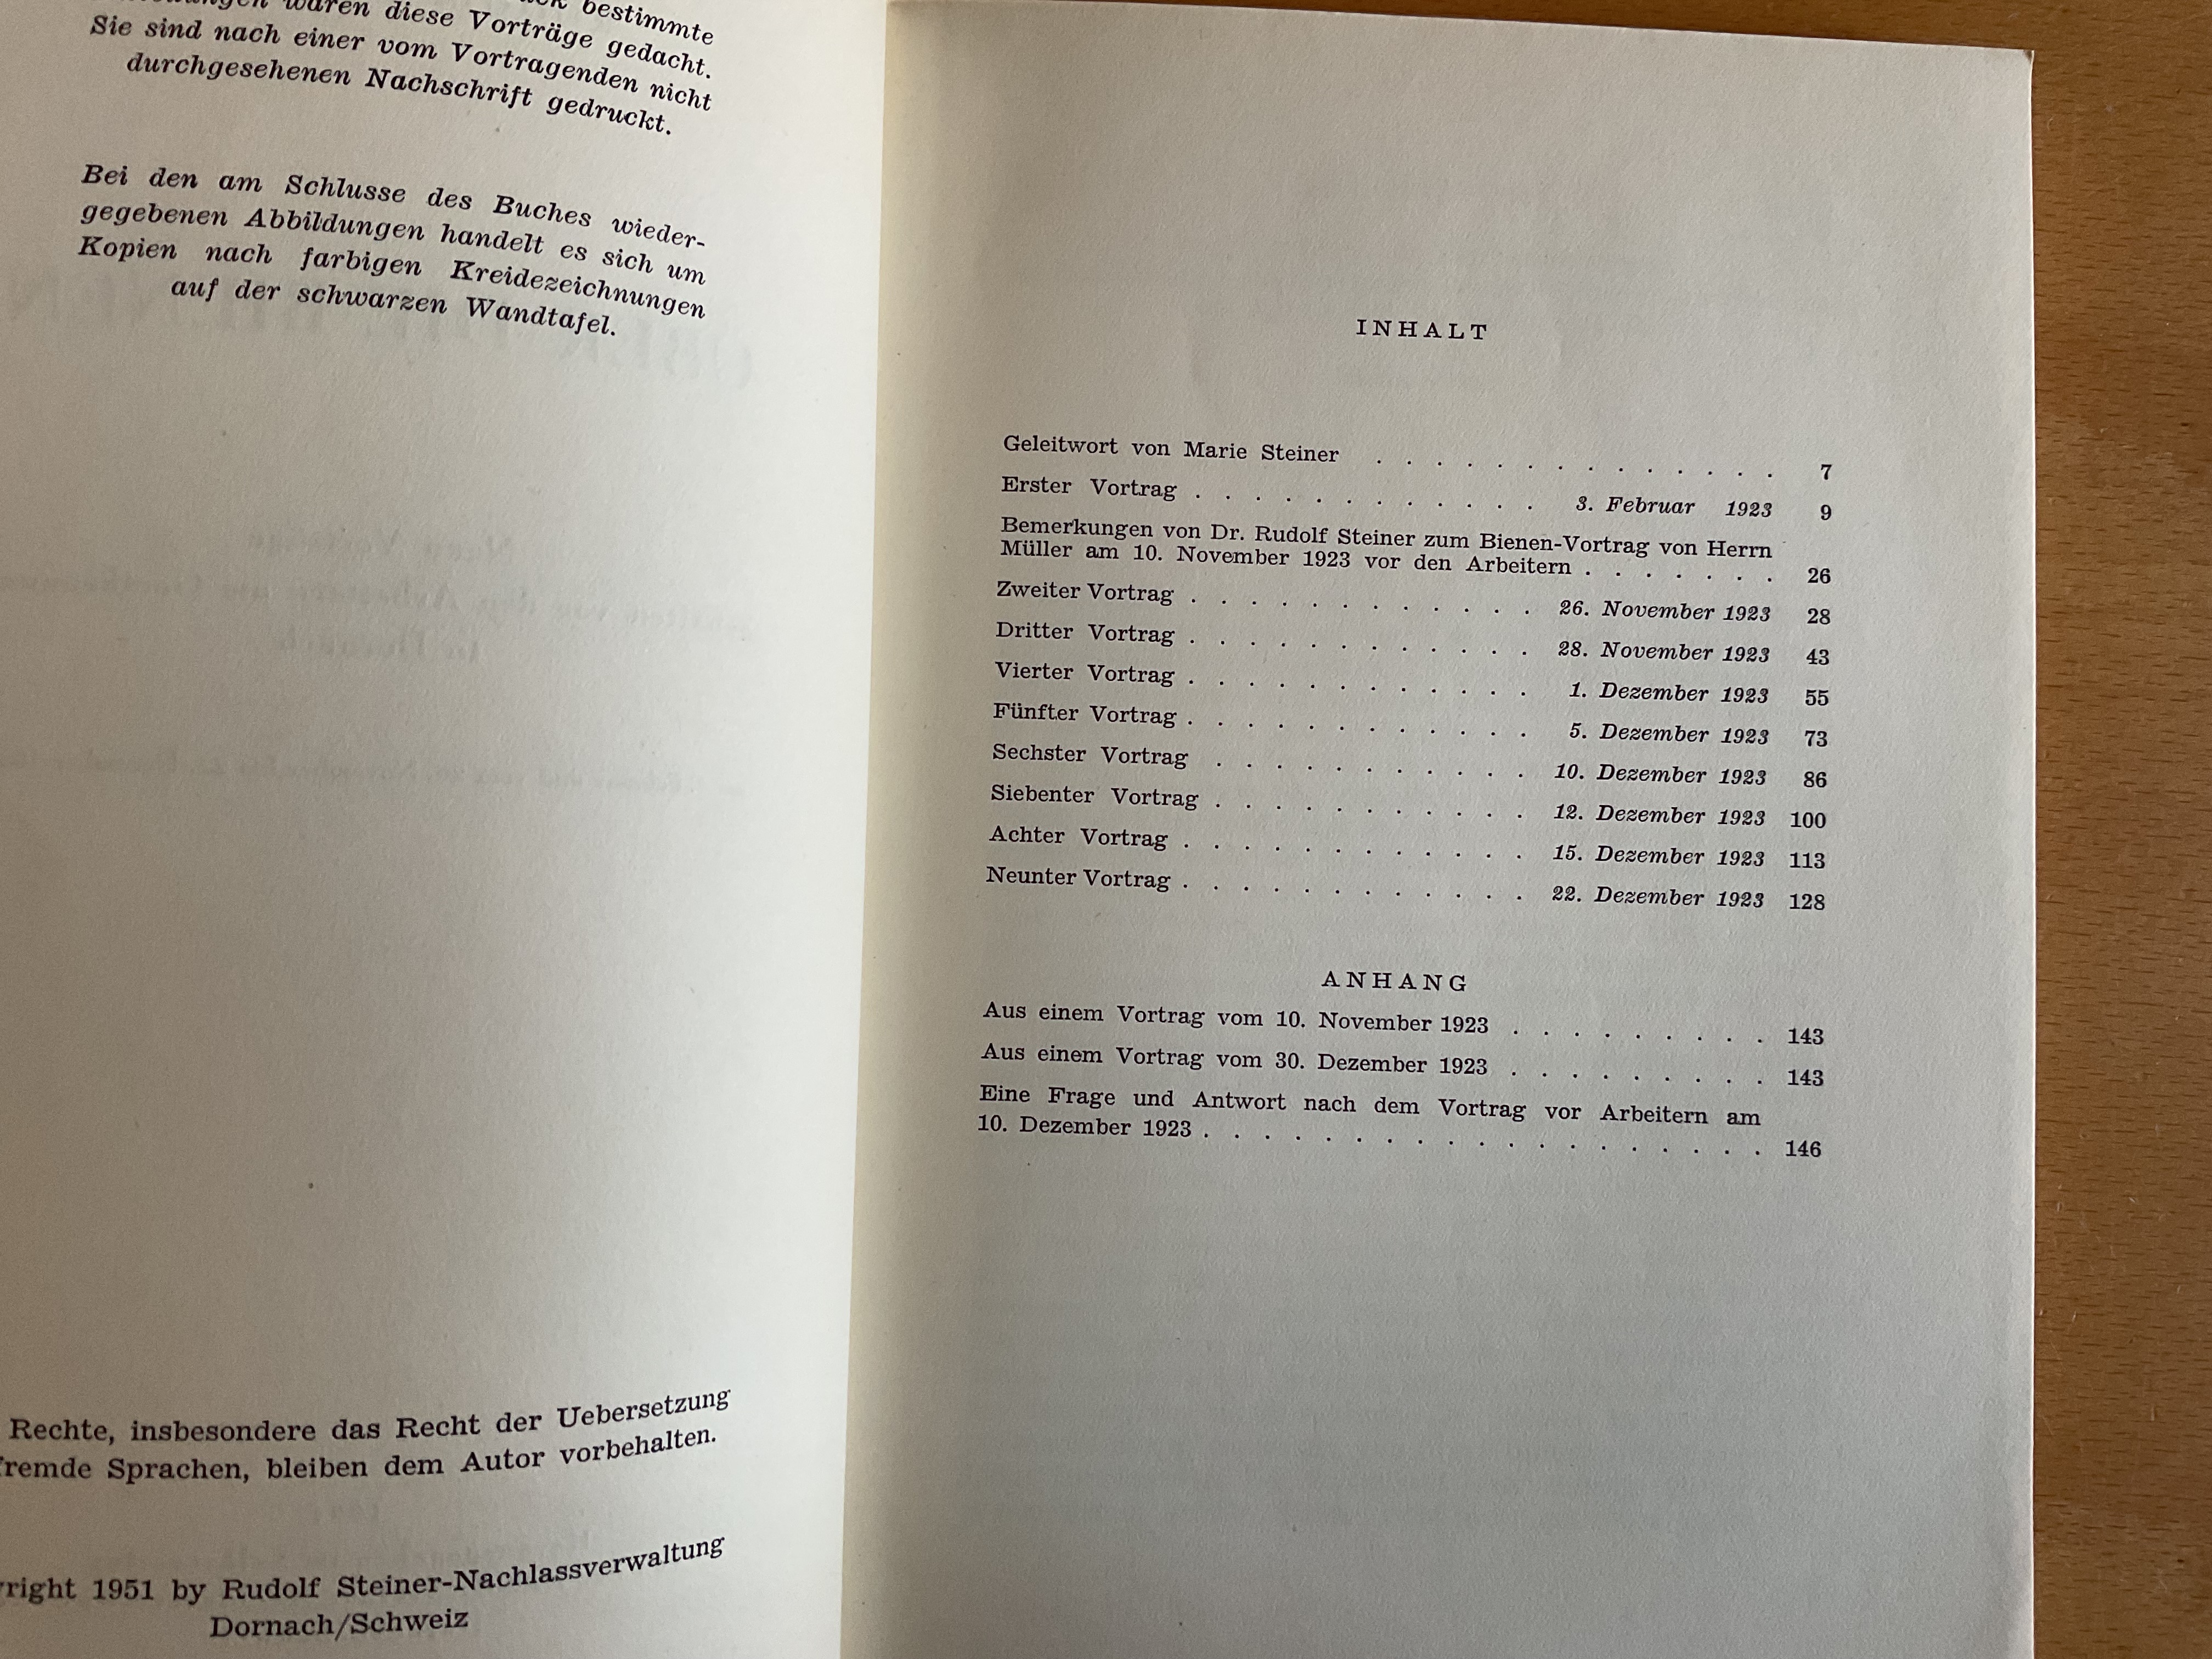 waren diese Vorträge gedacht. bestimmte
Sie sind nach einer vom Vortragenden nicht
durchgesehenen Nachschrift gedruckt.
Bei den am Schlusse des Buches wieder-
gegebenen Abbildungen handelt es sich um
Kopien nach farbigen Kreidezeichnungen
auf der schwarzen Wandtafel.
Rechte, insbesondere das Recht der Uebersetzung
fremde Sprachen, bleiben dem Autor vorbehalten.
right 1951 by Rudolf Steiner-Nachlassverwaltung
Dornach/Schweiz
INHALT
Geleitwort von Marie Steiner . . . . . . . . . . . . . . 7
Erster Vortrag . . . . . . . . . . . . 3. Februar 1923 9
Bemerkungen von Dr. Rudolf Steiner zum Bienen-Vortrag von Herrn
Müller am 10. November 1923 vor den Arbeitern . . . . . . . 26
Zweiter Vortrag . . . . . . . . . . . . 26. November 1923 28
Dritter Vortrag . . . . . . . . . . . . 28. November 1923 43
Vierter Vortrag . . . . . . . . . . . . 1. Dezember 1923 55
Fünfter Vortrag . . . . . . . . . . . . 5. Dezember 1923 73
Sechster Vortrag . . . . . . . . . . . 10. Dezember 1923 86
Siebenter Vortrag . . . . . . . . . . . 12. Dezember 1923 100
Achter Vortrag . . . . . . . . . . . . 15. Dezember 1923 113
Neunter Vortrag . . . . . . . . . . . . 22. Dezember 1923 128
ANHANG
Aus einem Vortrag vom 10. November 1923 . . . . . . . . . 143
Aus einem Vortrag vom 30. Dezember 1923 . . . . . . . . . 143
Eine Frage und Antwort nach dem Vortrag vor Arbeitern am
10. Dezember 1923 . . . . . . . . . . . . . . . . . . . 146